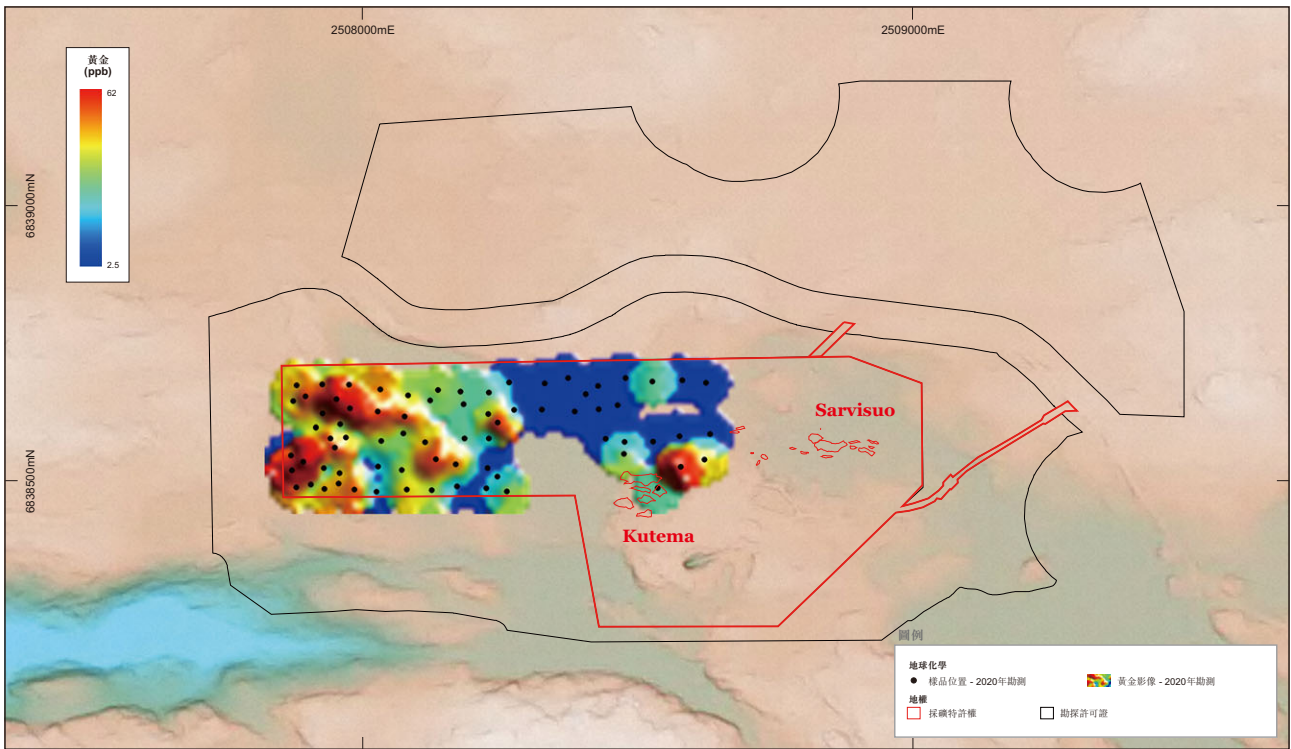 2508000mE
2509000mE
黃金
(ppb)
62
2.5
6839000mN
6838500mN
Sarvisuo
Kutema
圖例
地球化學
樣品位置 - 2020年勘測
黃金影像 - 2020年勘測
地權
採礦特許權
勘探許可證